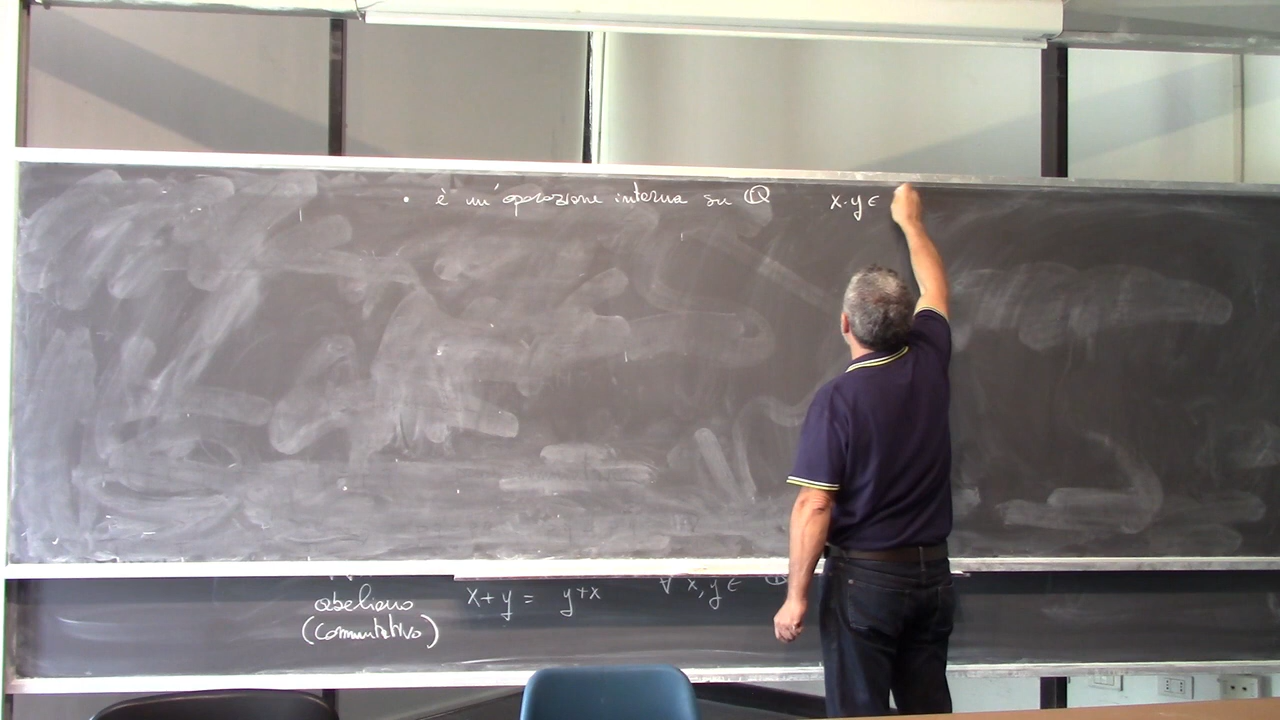 · è un'operazione interna su ℚ x·y ∈
abeliano x+y = y+x ∀ x,y ∈ ℚ
(commutativo)